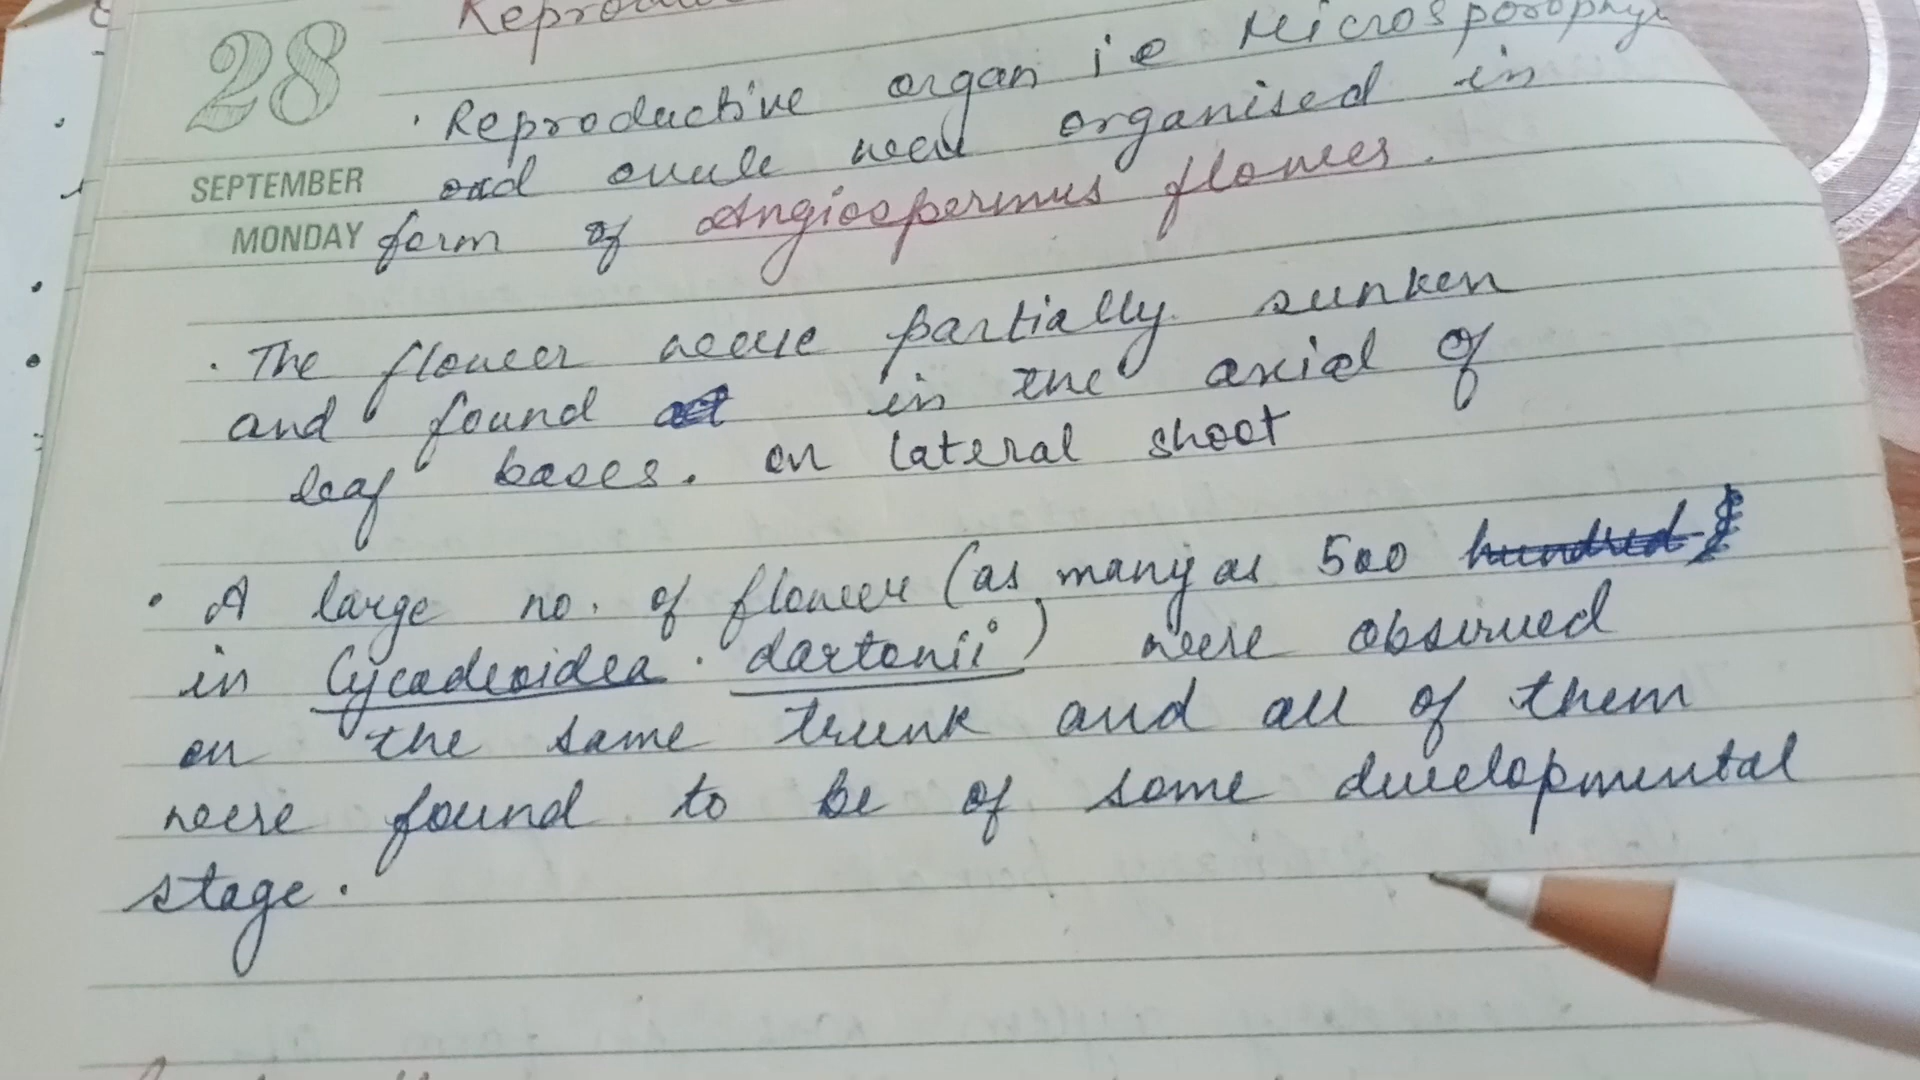 28
SEPTEMBER
MONDAY
· Reproductive organ i e Microsporophy
and ovule were organised in
form of Angiospermus flower.
· The flower were partially sunken
and found in the axial of
leaf bases. on lateral shoot
· A large no. of flower (as many as 500 hundred
in Cycadeoidea dartonii) were observed
on the same trunk and all of them
were found to be of same developmental
stage.